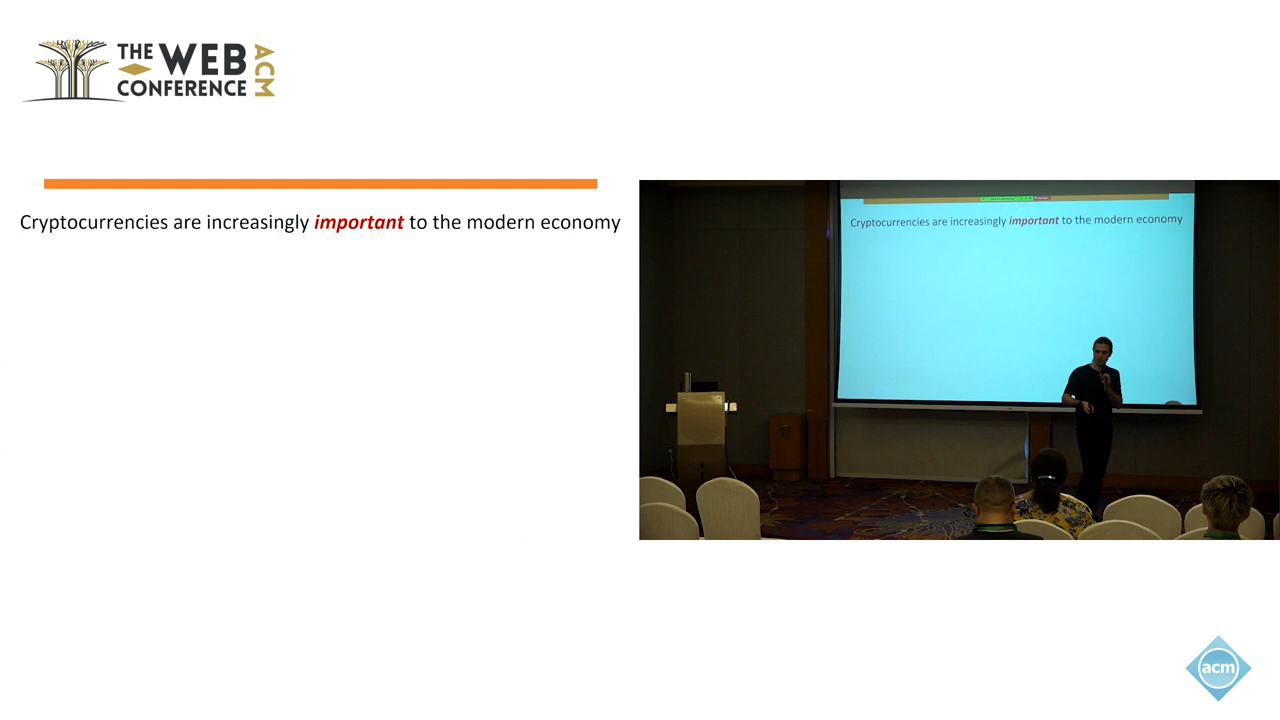 THE WEB
CONFERENCE
ACM
Cryptocurrencies are increasingly important to the modern economy
Cryptocurrencies are increasingly important to the modern economy
acm